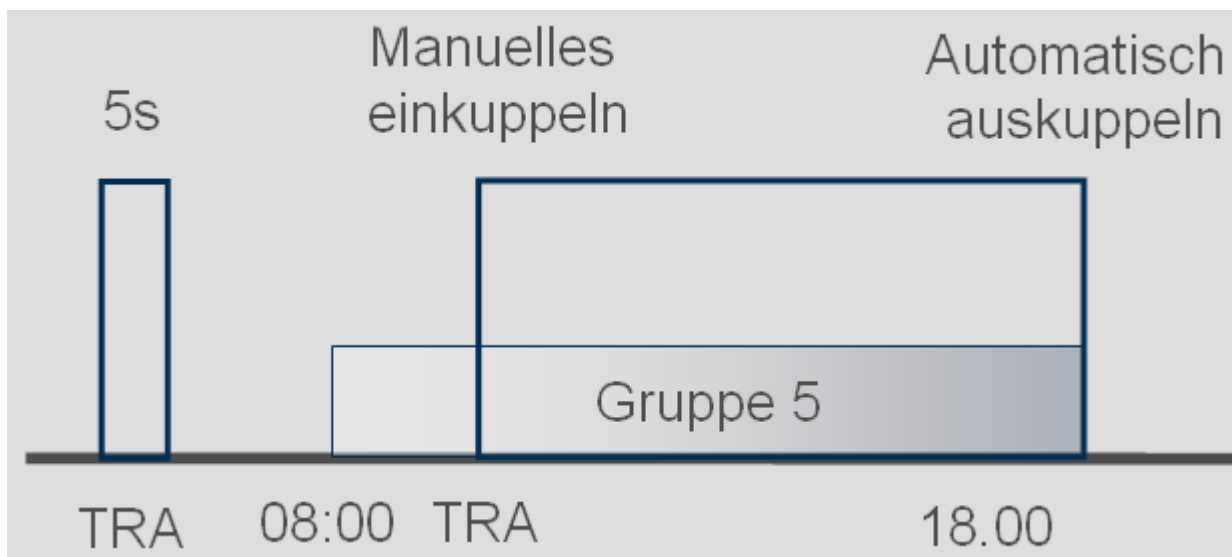 5s
Manuelles
einkuppeln
Automatisch
auskuppeln
Gruppe 5
TRA
08:00
TRA
18.00